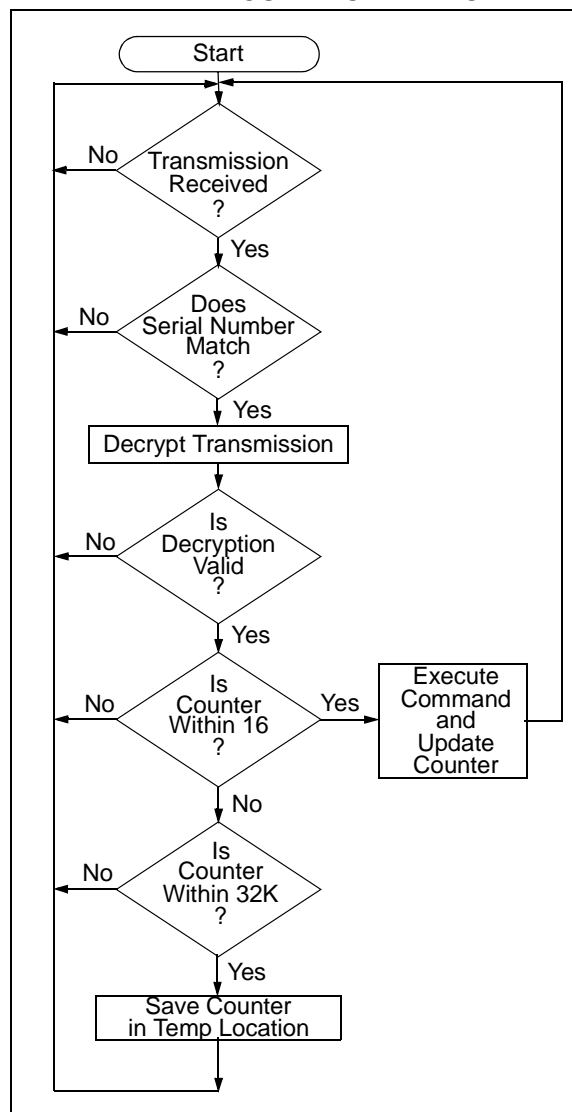 Start
No
Transmission
Received
?
Yes
No
Does
Serial Number
Match
?
Yes
Decrypt Transmission
No
Is
Decryption
Valid
?
Yes
No
Is
Counter
Within 16
?
Yes
Execute
Command
and
Update
Counter
No
No
Is
Counter
Within 32K
?
Yes
Save Counter
in Temp Location